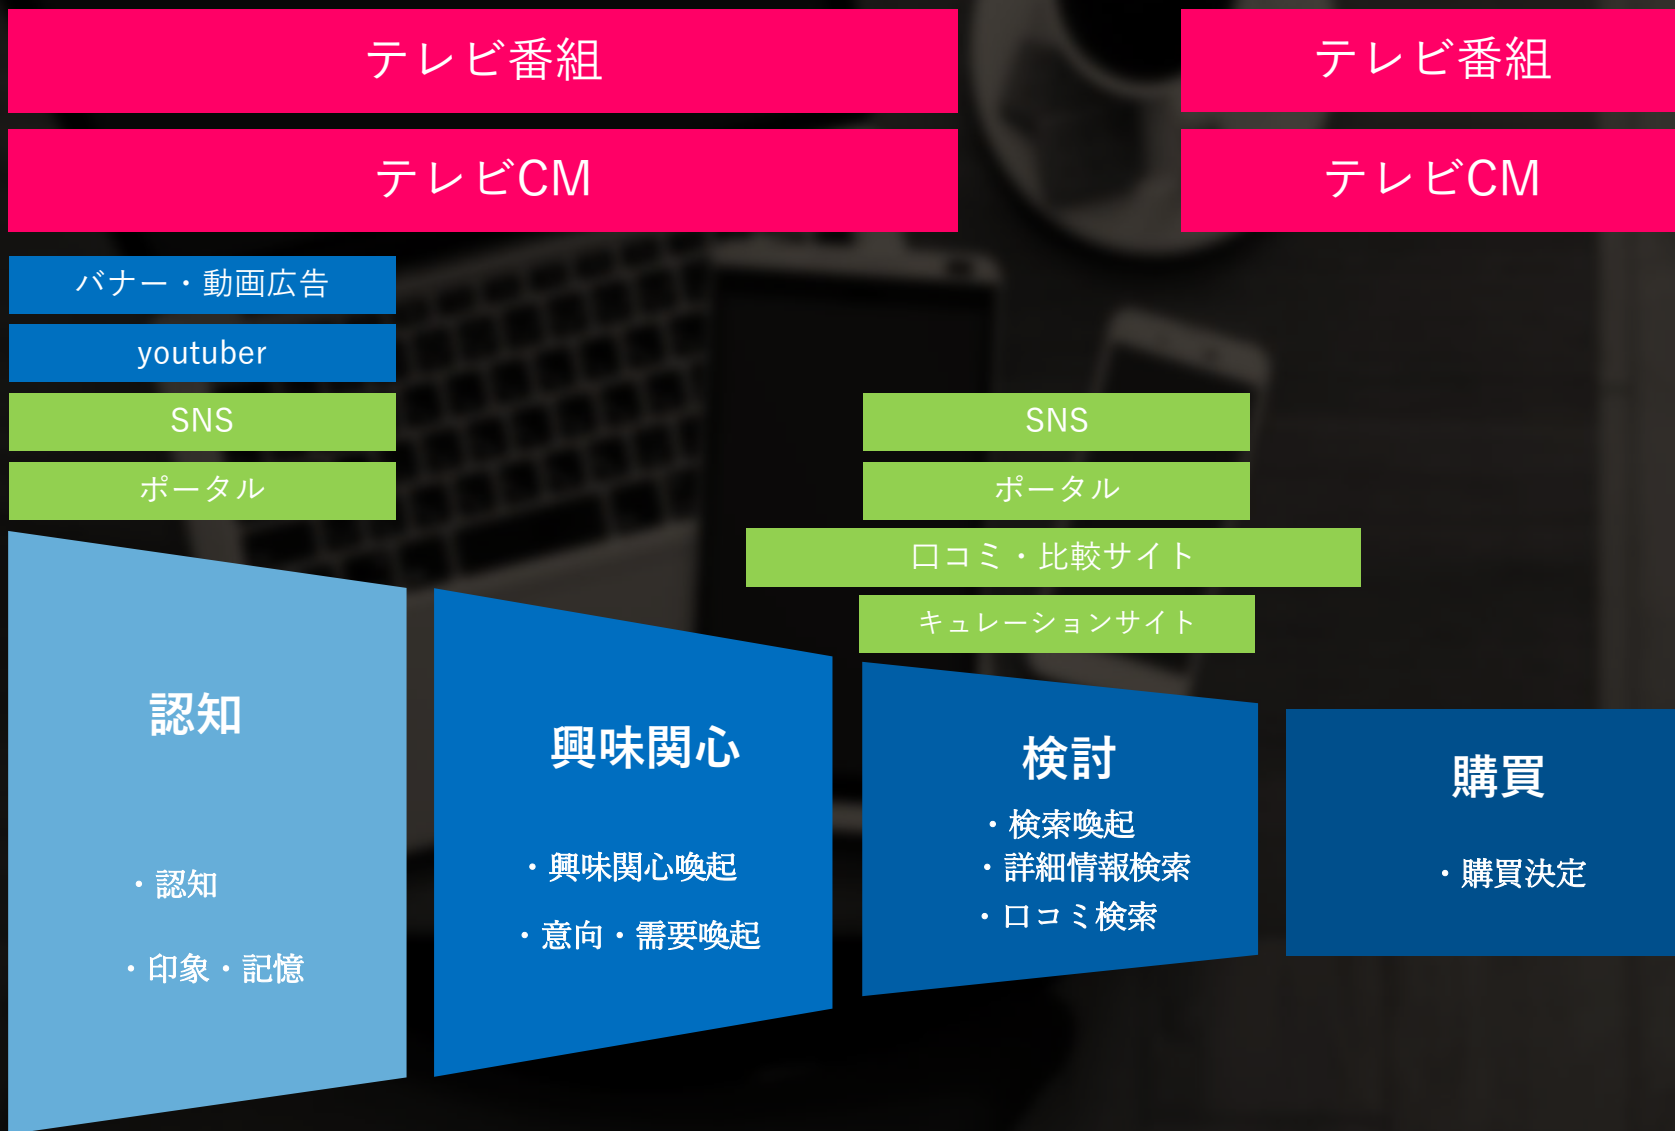 テレビ番組
テレビ番組
テレビCM
テレビCM
バナー・動画広告
youtuber
SNS
SNS
ポータル
ポータル
口コミ・比較サイト
キュレーションサイト
認知
・認知
・印象・記憶
興味関心
・興味関心喚起
・意向・需要喚起
検討
・検索喚起
・詳細情報検索
・口コミ検索
購買
・購買決定